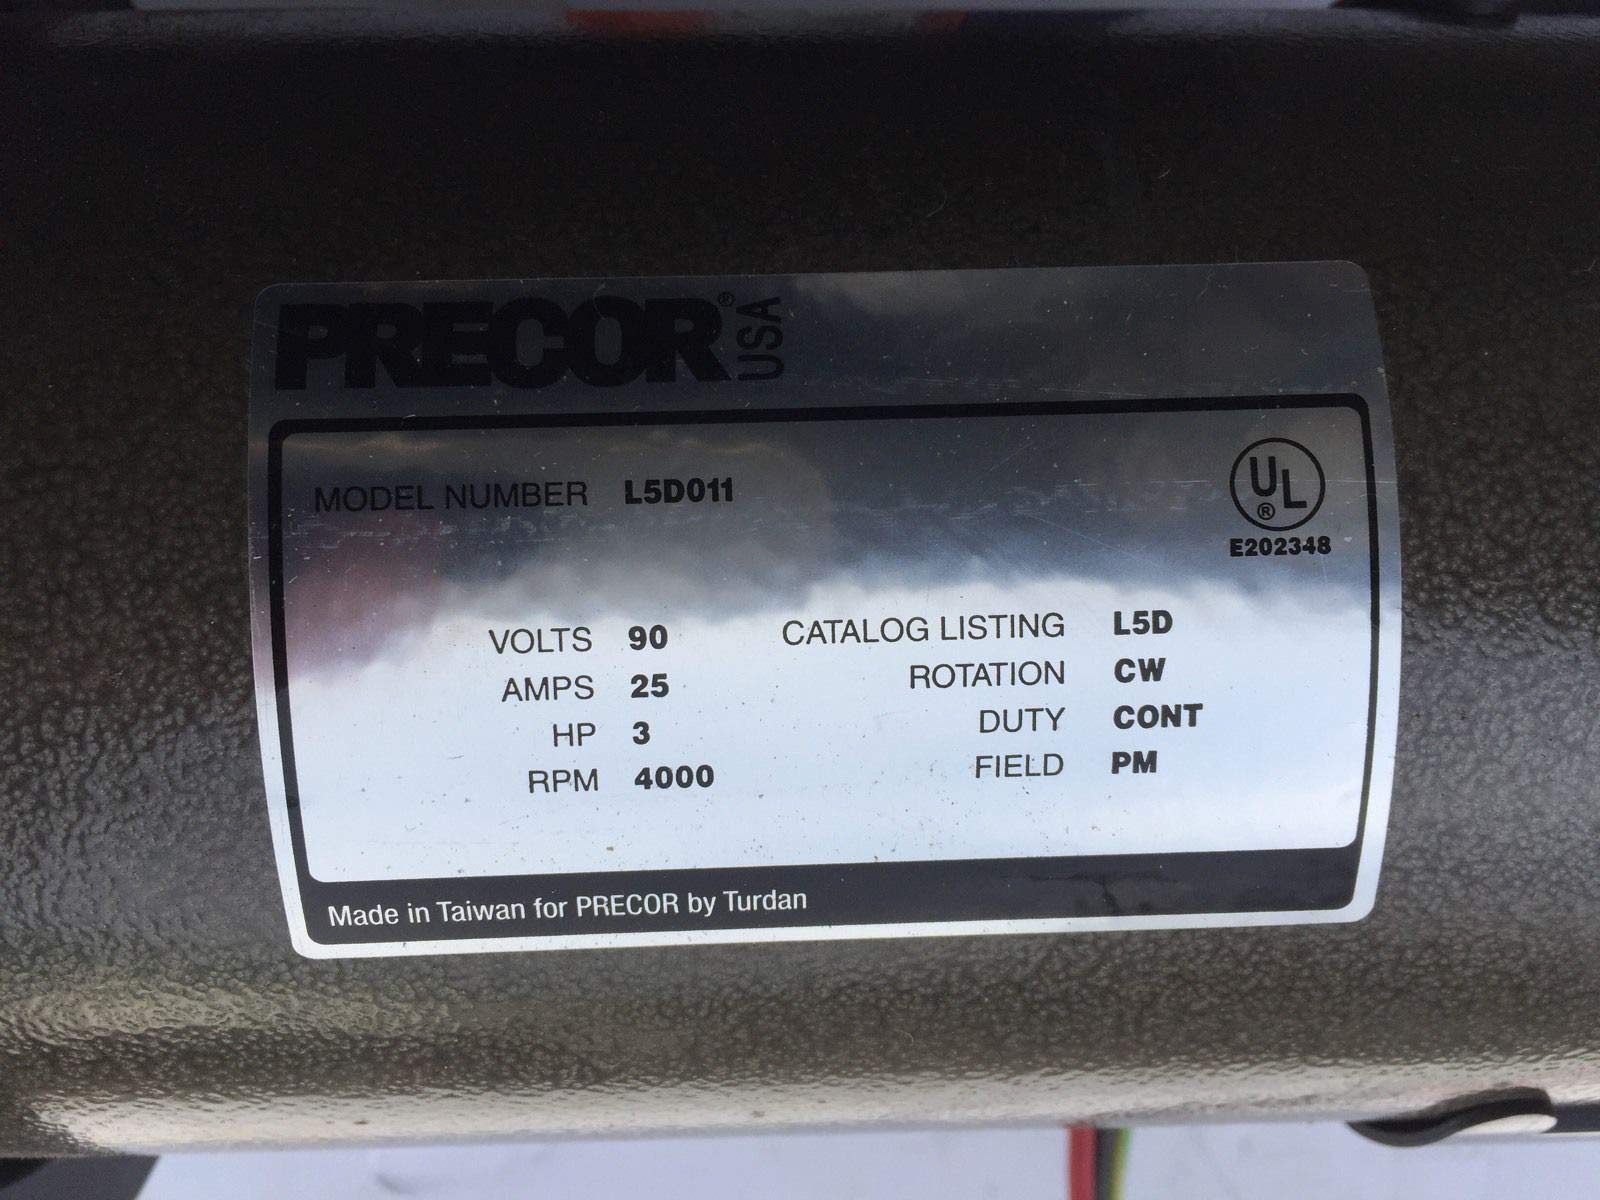 PRECOR® USA
MODEL NUMBER L5D011
UL®
E202348
VOLTS 90
AMPS 25
HP 3
RPM 4000
CATALOG LISTING L5D
ROTATION CW
DUTY CONT
FIELD PM
Made in Taiwan for PRECOR by Turdan